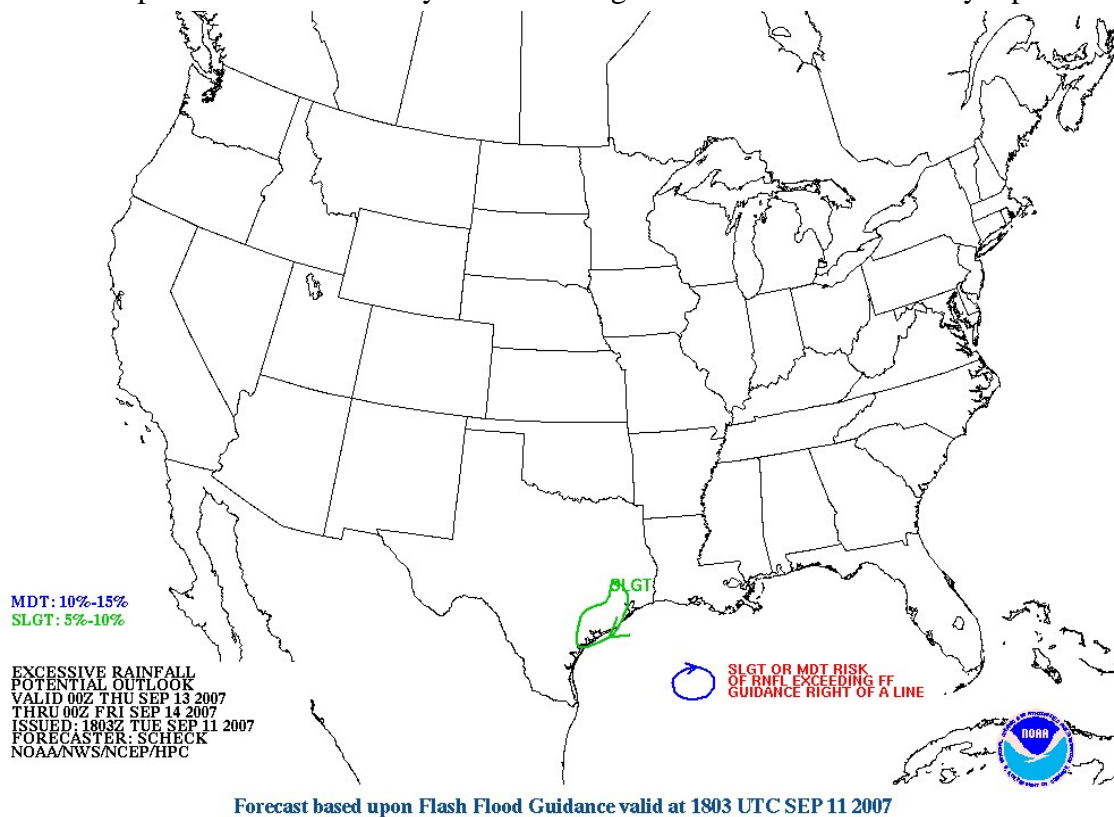 SLGT
MDT: 10%-15%
SLGT: 5%-10%
EXCESSIVE RAINFALL
POTENTIAL OUTLOOK
VALID 00Z THU SEP 13 2007
THRU 00Z FRI SEP 14 2007
ISSUED: 1803Z TUE SEP 11 2007
FORECASTER: SCHECK
NOAA/NWS/NCEP/HPC
SLGT OR MDT RISK
OF RNFL EXCEEDING FF
GUIDANCE RIGHT OF A LINE
NOAA
Forecast based upon Flash Flood Guidance valid at 1803 UTC SEP 11 2007